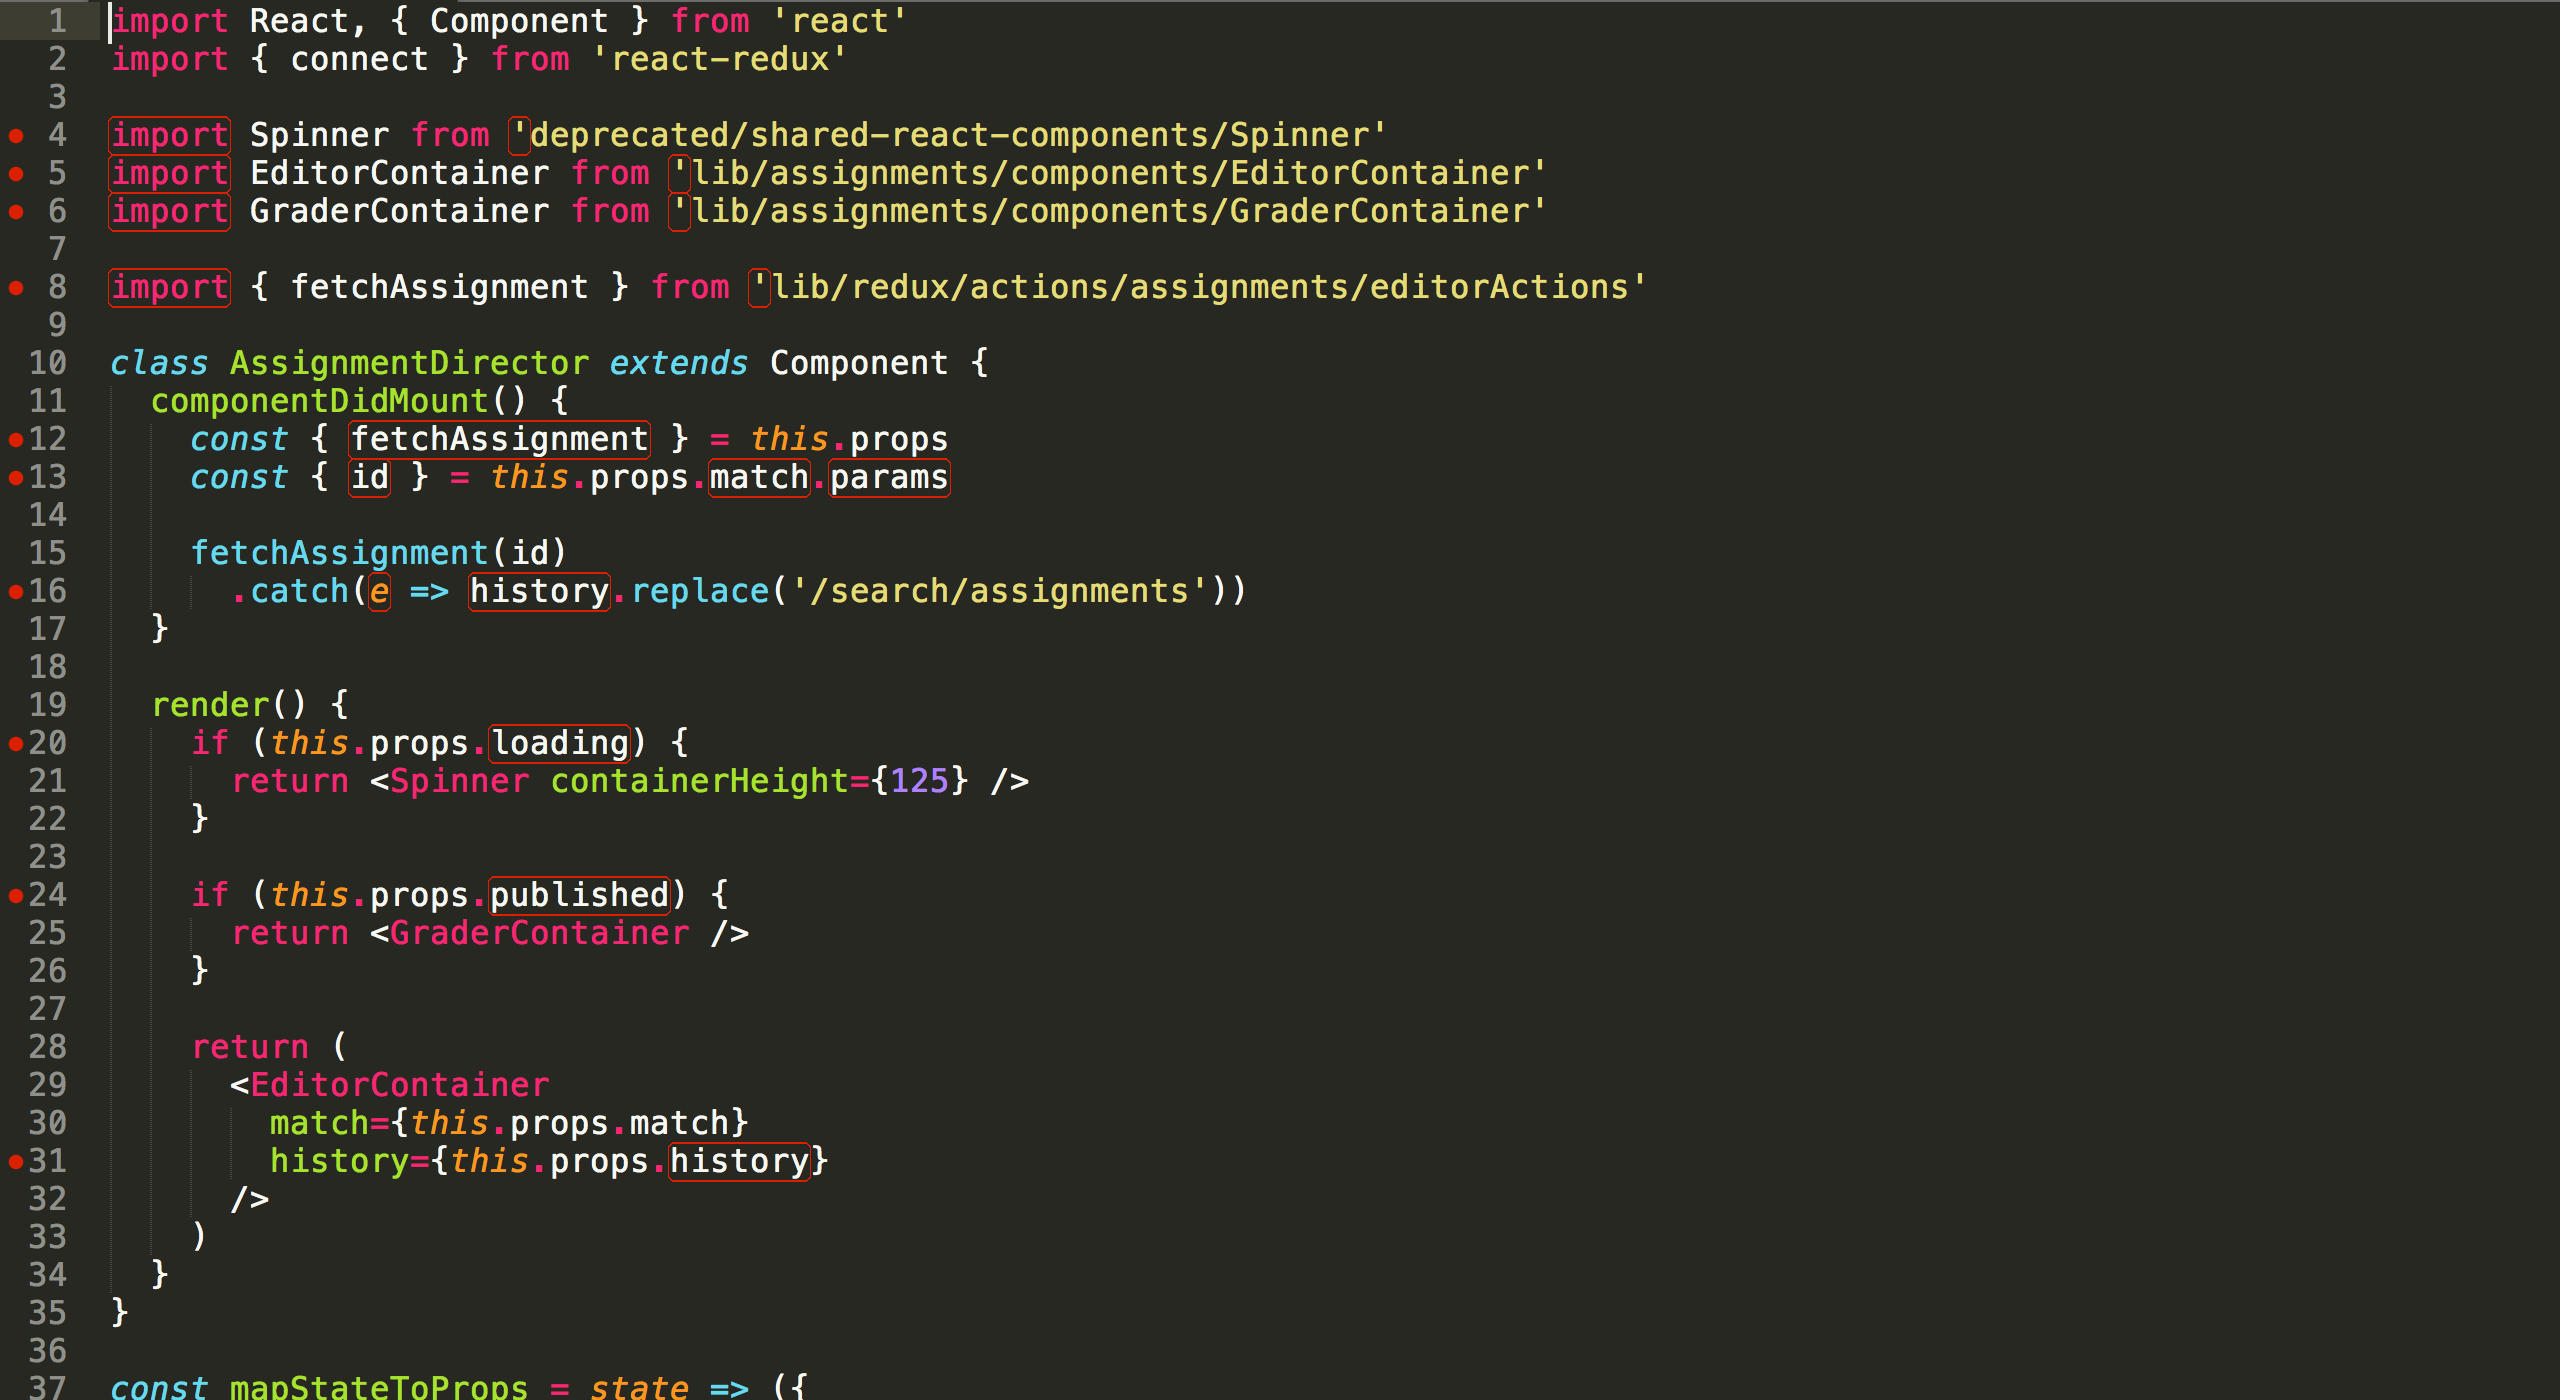 1 import React, { Component } from 'react'
2 import { connect } from 'react-redux'
3
4 import Spinner from 'deprecated/shared-react-components/Spinner'
5 import EditorContainer from 'lib/assignments/components/EditorContainer'
6 import GraderContainer from 'lib/assignments/components/GraderContainer'
7
8 import { fetchAssignment } from 'lib/redux/actions/assignments/editorActions'
9
10 class AssignmentDirector extends Component {
11   componentDidMount() {
12     const { fetchAssignment } = this.props
13     const { id } = this.props.match.params
14
15     fetchAssignment(id)
16       .catch(e => history.replace('/search/assignments'))
17   }
18
19   render() {
20     if (this.props.loading) {
21       return <Spinner containerHeight={125} />
22     }
23
24     if (this.props.published) {
25       return <GraderContainer />
26     }
27
28     return (
29       <EditorContainer
30         match={this.props.match}
31         history={this.props.history}
32       />
33     )
34   }
35 }
36
37 const mapStateToProps = state => ({